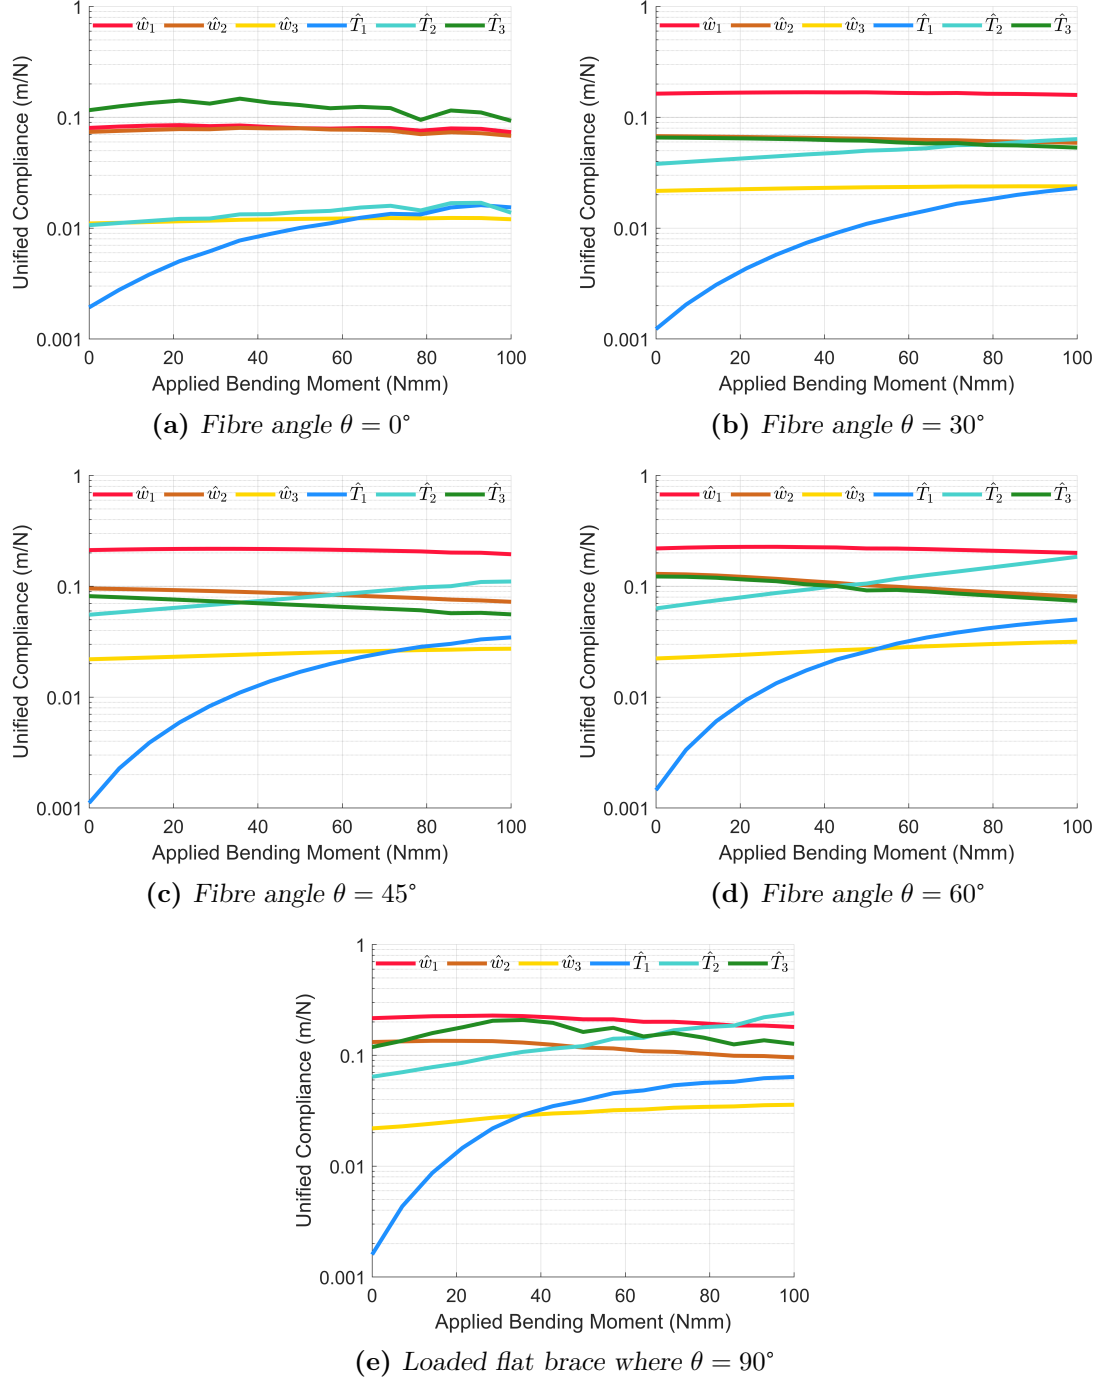 1
ŵ₁ ŵ₂ ŵ₃ T̂₁ T̂₂ T̂₃
0.1
0.01
0.001
Unified Compliance (m/N)
0 20 40 60 80 100
Applied Bending Moment (Nmm)
(a) Fibre angle θ = 0°
1
ŵ₁ ŵ₂ ŵ₃ T̂₁ T̂₂ T̂₃
0.1
0.01
0.001
Unified Compliance (m/N)
0 20 40 60 80 100
Applied Bending Moment (Nmm)
(b) Fibre angle θ = 30°
1
ŵ₁ ŵ₂ ŵ₃ T̂₁ T̂₂ T̂₃
0.1
0.01
0.001
Unified Compliance (m/N)
0 20 40 60 80 100
Applied Bending Moment (Nmm)
(c) Fibre angle θ = 45°
1
ŵ₁ ŵ₂ ŵ₃ T̂₁ T̂₂ T̂₃
0.1
0.01
0.001
Unified Compliance (m/N)
0 20 40 60 80 100
Applied Bending Moment (Nmm)
(d) Fibre angle θ = 60°
1
ŵ₁ ŵ₂ ŵ₃ T̂₁ T̂₂ T̂₃
0.1
0.01
0.001
Unified Compliance (m/N)
0 20 40 60 80 100
Applied Bending Moment (Nmm)
(e) Loaded flat brace where θ = 90°